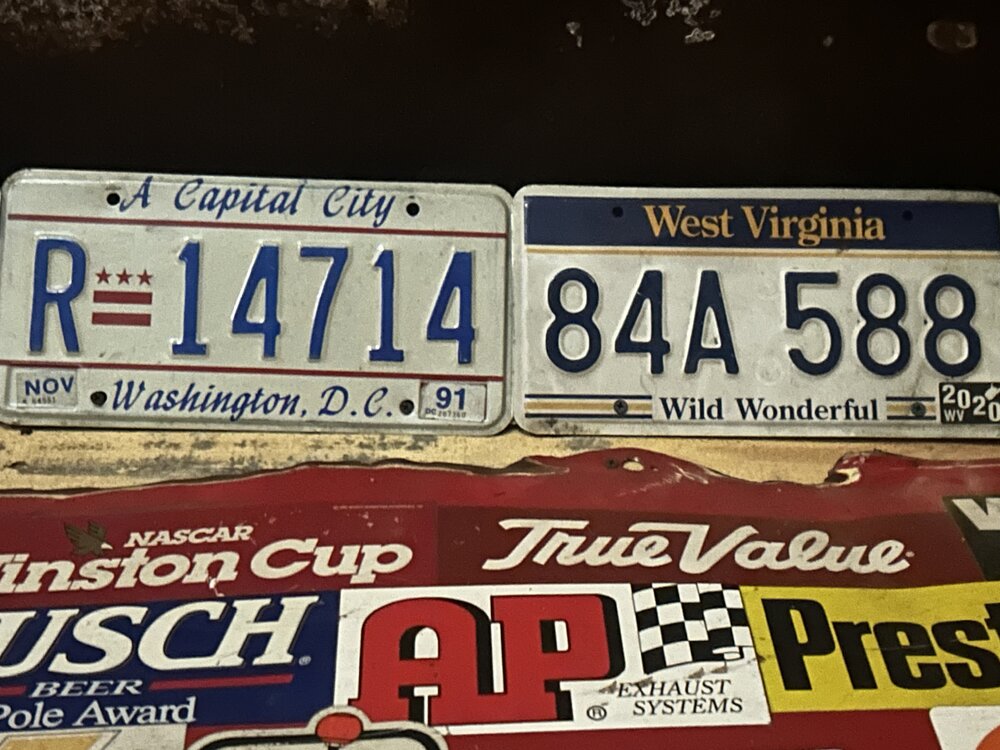 A Capital City
R 14714
NOV
Washington, D.C.
91
West Virginia
84A 588
Wild Wonderful
2020
WV
NASCAR
inston Cup
True Value
USCH
BEER
Pole Award
AP
EXHAUST
SYSTEMS
Prest